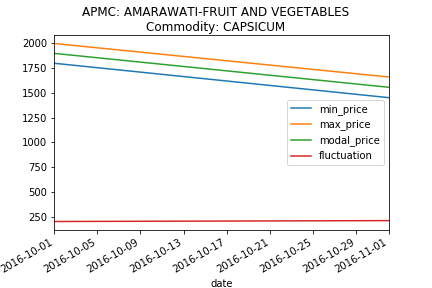 APMC: AMARAWATI-FRUIT AND VEGETABLES
Commodity: CAPSICUM
2000
1750
1500
1250
1000
750
500
250
min_price
max_price
modal_price
fluctuation
2016-10-01
2016-10-05
2016-10-09
2016-10-13
2016-10-17
2016-10-21
2016-10-25
2016-10-29
2016-11-01
date